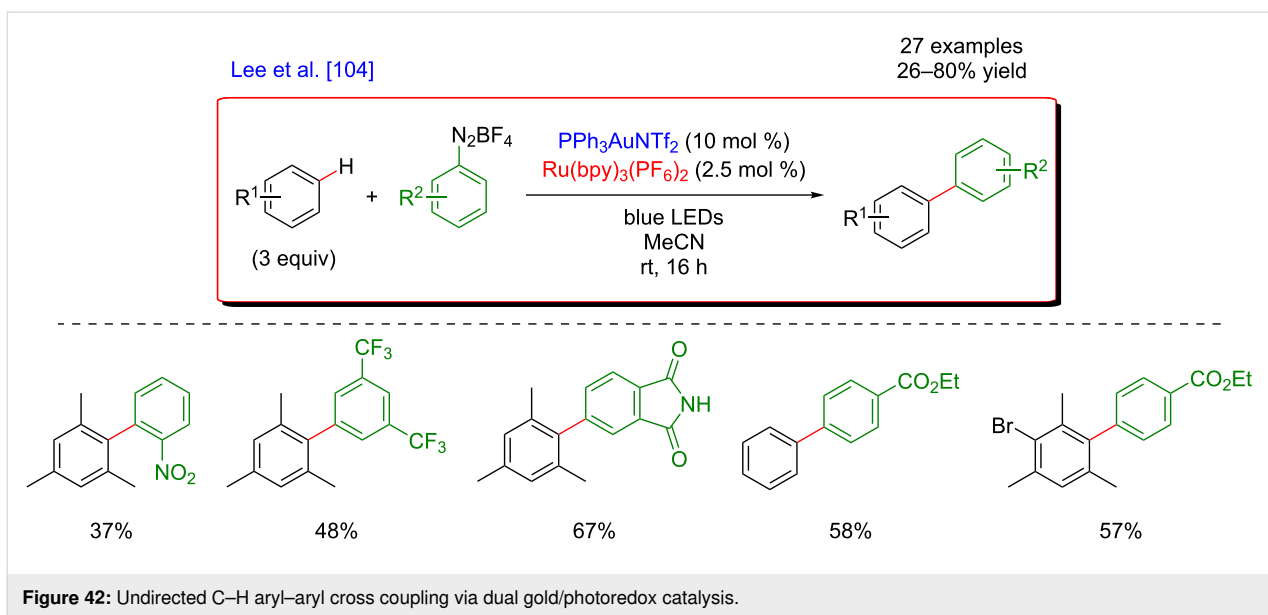 Lee et al. [104]
27 examples
26–80% yield
R¹
H
(3 equiv)
+
N₂BF₄
R²
PPh₃AuNTf₂ (10 mol %)
Ru(bpy)₃(PF₆)₂ (2.5 mol %)
blue LEDs
MeCN
rt, 16 h
R¹
R²
NO₂
37%
CF₃
CF₃
48%
O
NH
O
67%
CO₂Et
58%
Br
CO₂Et
57%
Figure 42: Undirected C–H aryl–aryl cross coupling via dual gold/photoredox catalysis.